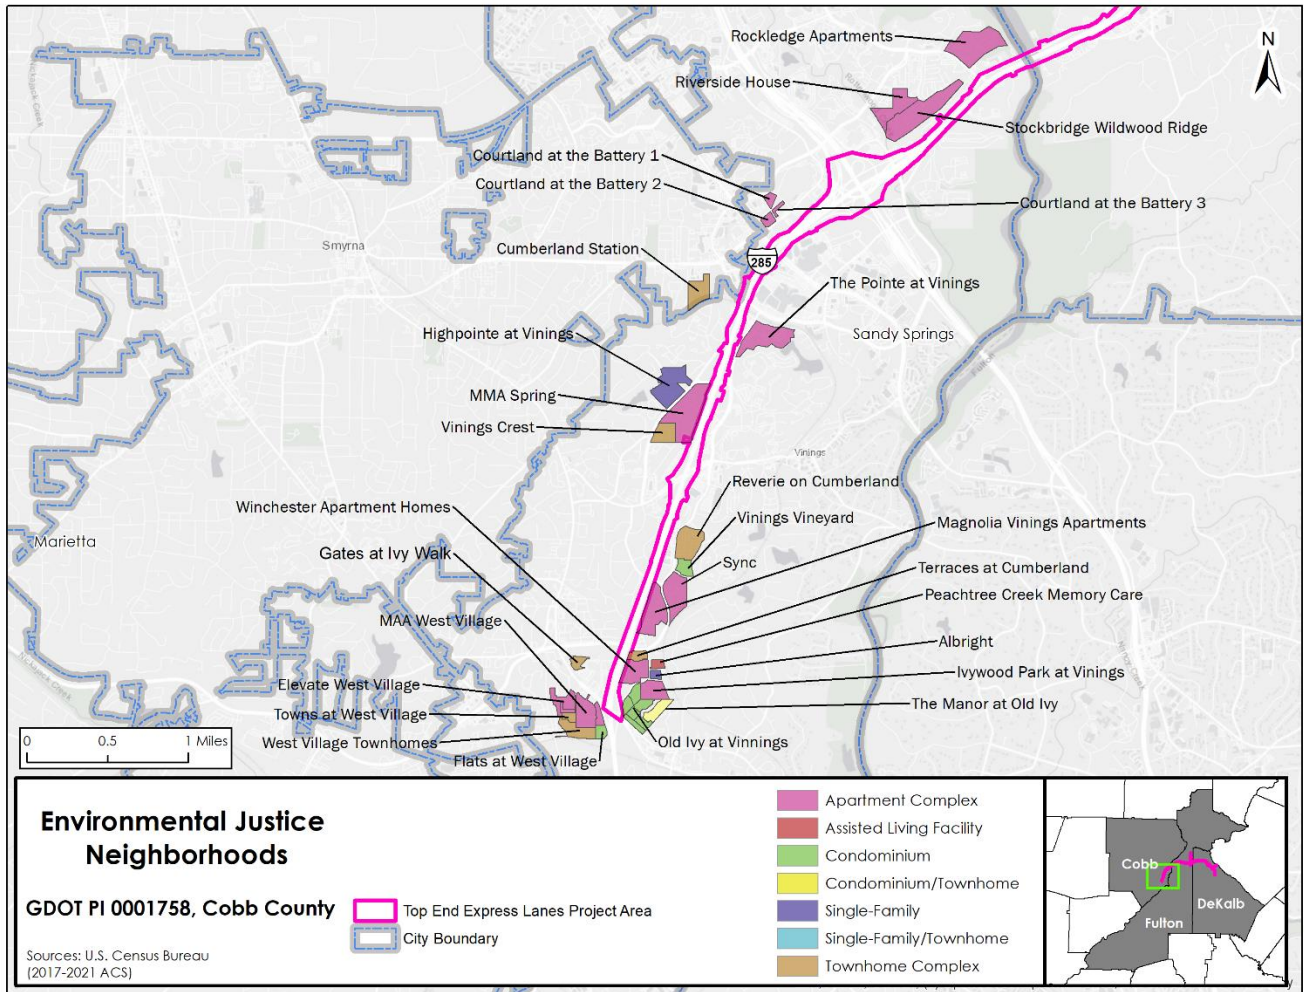 Rockledge Apartments
N
Riverside House
Stockbridge Wildwood Ridge
Courtland at the Battery 1
Courtland at the Battery 2
Courtland at the Battery 3
Smyrna
Cumberland Station
285
The Pointe at Vinings
Highpointe at Vinings
Sandy Springs
MMA Spring
Vinings Crest
Vinings
Reverie on Cumberland
Winchester Apartment Homes
Vinings Vineyard
Magnolia Vinings Apartments
Marietta
Gates at Ivy Walk
Sync
Terraces at Cumberland
Peachtree Creek Memory Care
MAA West Village
Albright
Nickajack Creek
Nancy Creek
Elevate West Village
Ivywood Park at Vinings
Towns at West Village
The Manor at Old Ivy
West Village Townhomes
Old Ivy at Vinnings
Flats at West Village
0 0.5 1 Miles
Environmental Justice
Neighborhoods
GDOT PI 0001758, Cobb County
Sources: U.S. Census Bureau
(2017-2021 ACS)
Top End Express Lanes Project Area
City Boundary
Apartment Complex
Assisted Living Facility
Condominium
Condominium/Townhome
Single-Family
Single-Family/Townhome
Townhome Complex
Cobb
DeKalb
Fulton